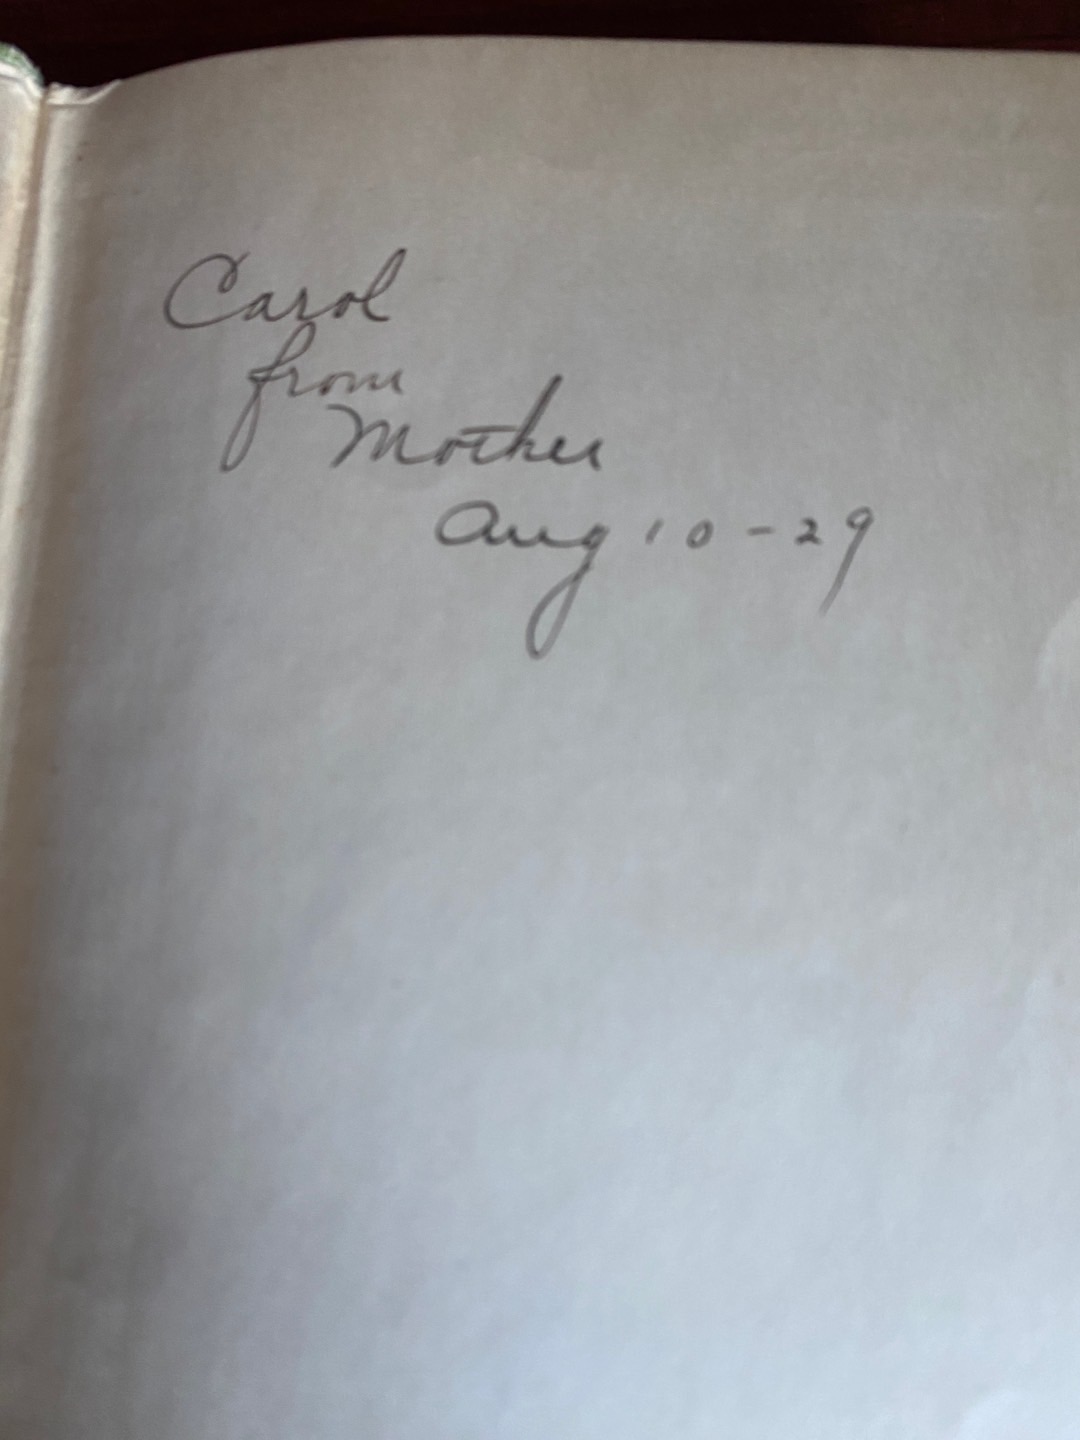 Carol
from
Mother
Aug 10-29